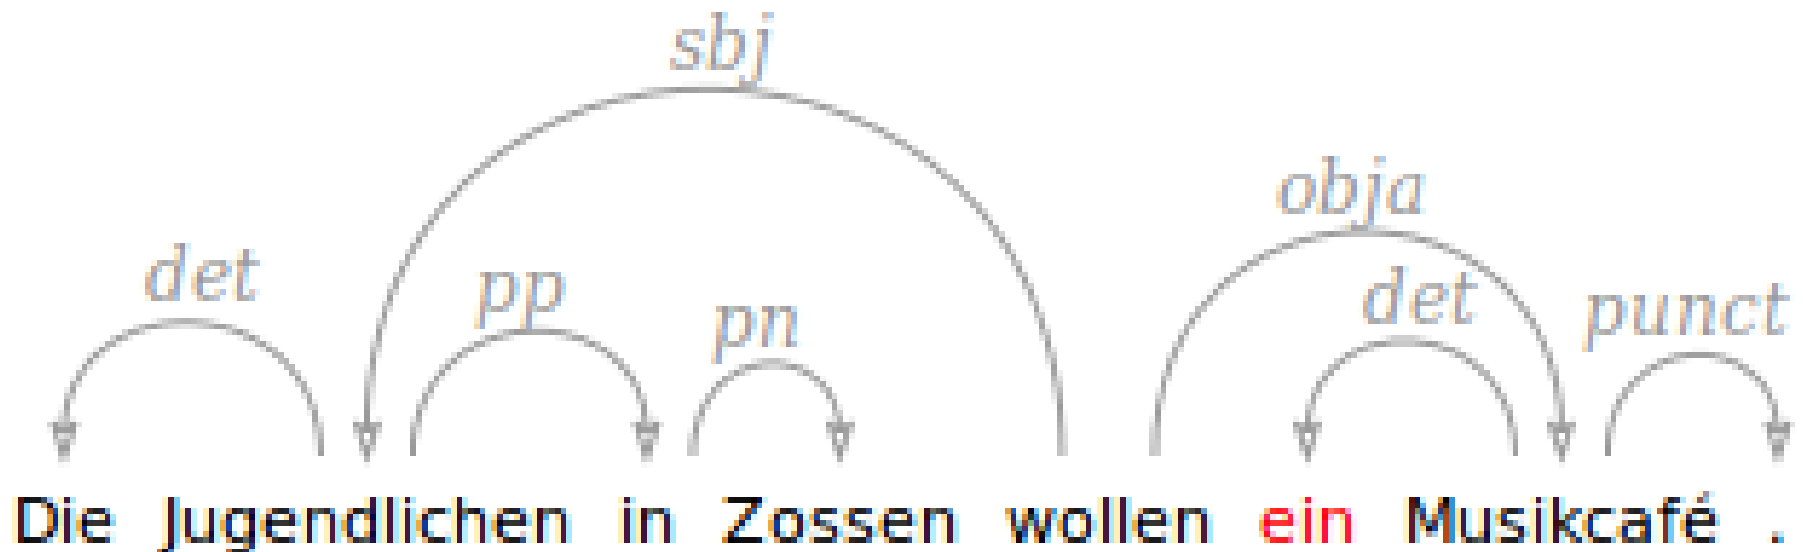 sbj
obja
det pp pn det punct
Die Jugendlichen in Zossen wollen ein Musikcafé .